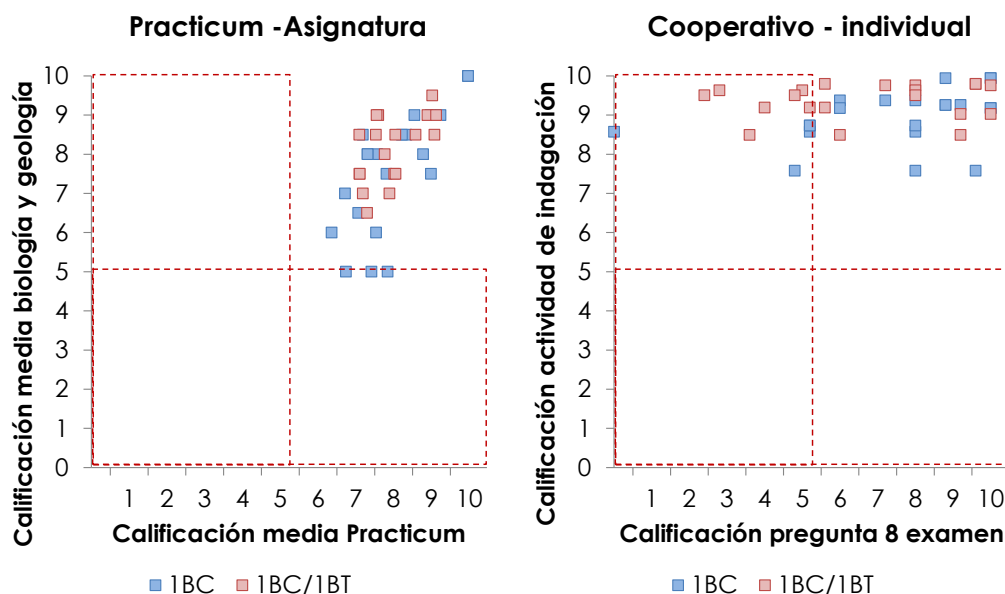 Practicum -Asignatura
Calificación media biología y geología
10
9
8
7
6
5
4
3
2
1
0
1 2 3 4 5 6 7 8 9 10
Calificación media Practicum
1BC 1BC/1BT
Cooperativo - individual
Calificación actividad de indagación
10
9
8
7
6
5
4
3
2
1
0
1 2 3 4 5 6 7 8 9 10
Calificación pregunta 8 examen
1BC 1BC/1BT